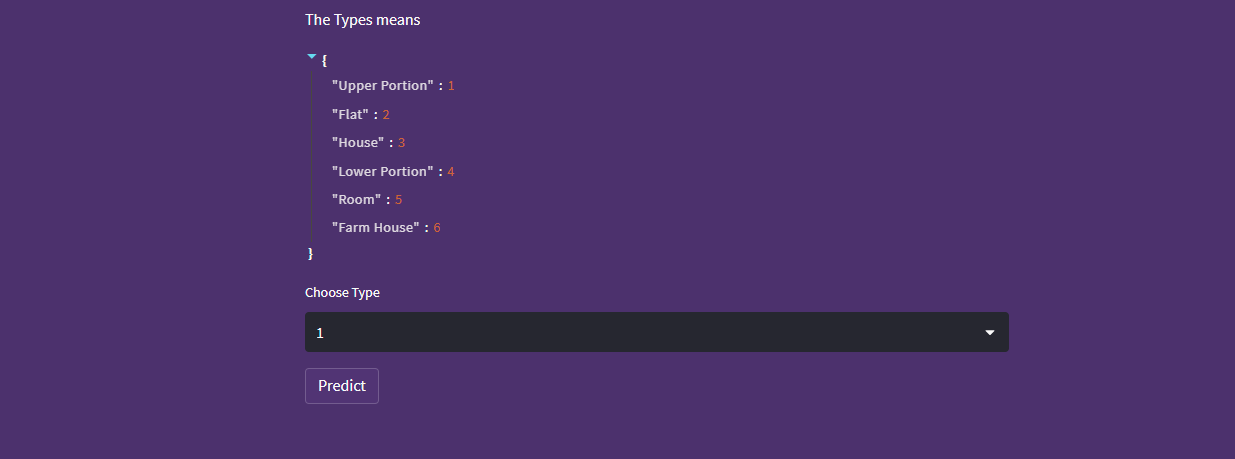 The Types means
{
"Upper Portion" : 1
"Flat" : 2
"House" : 3
"Lower Portion" : 4
"Room" : 5
"Farm House" : 6
}
Choose Type
1
Predict